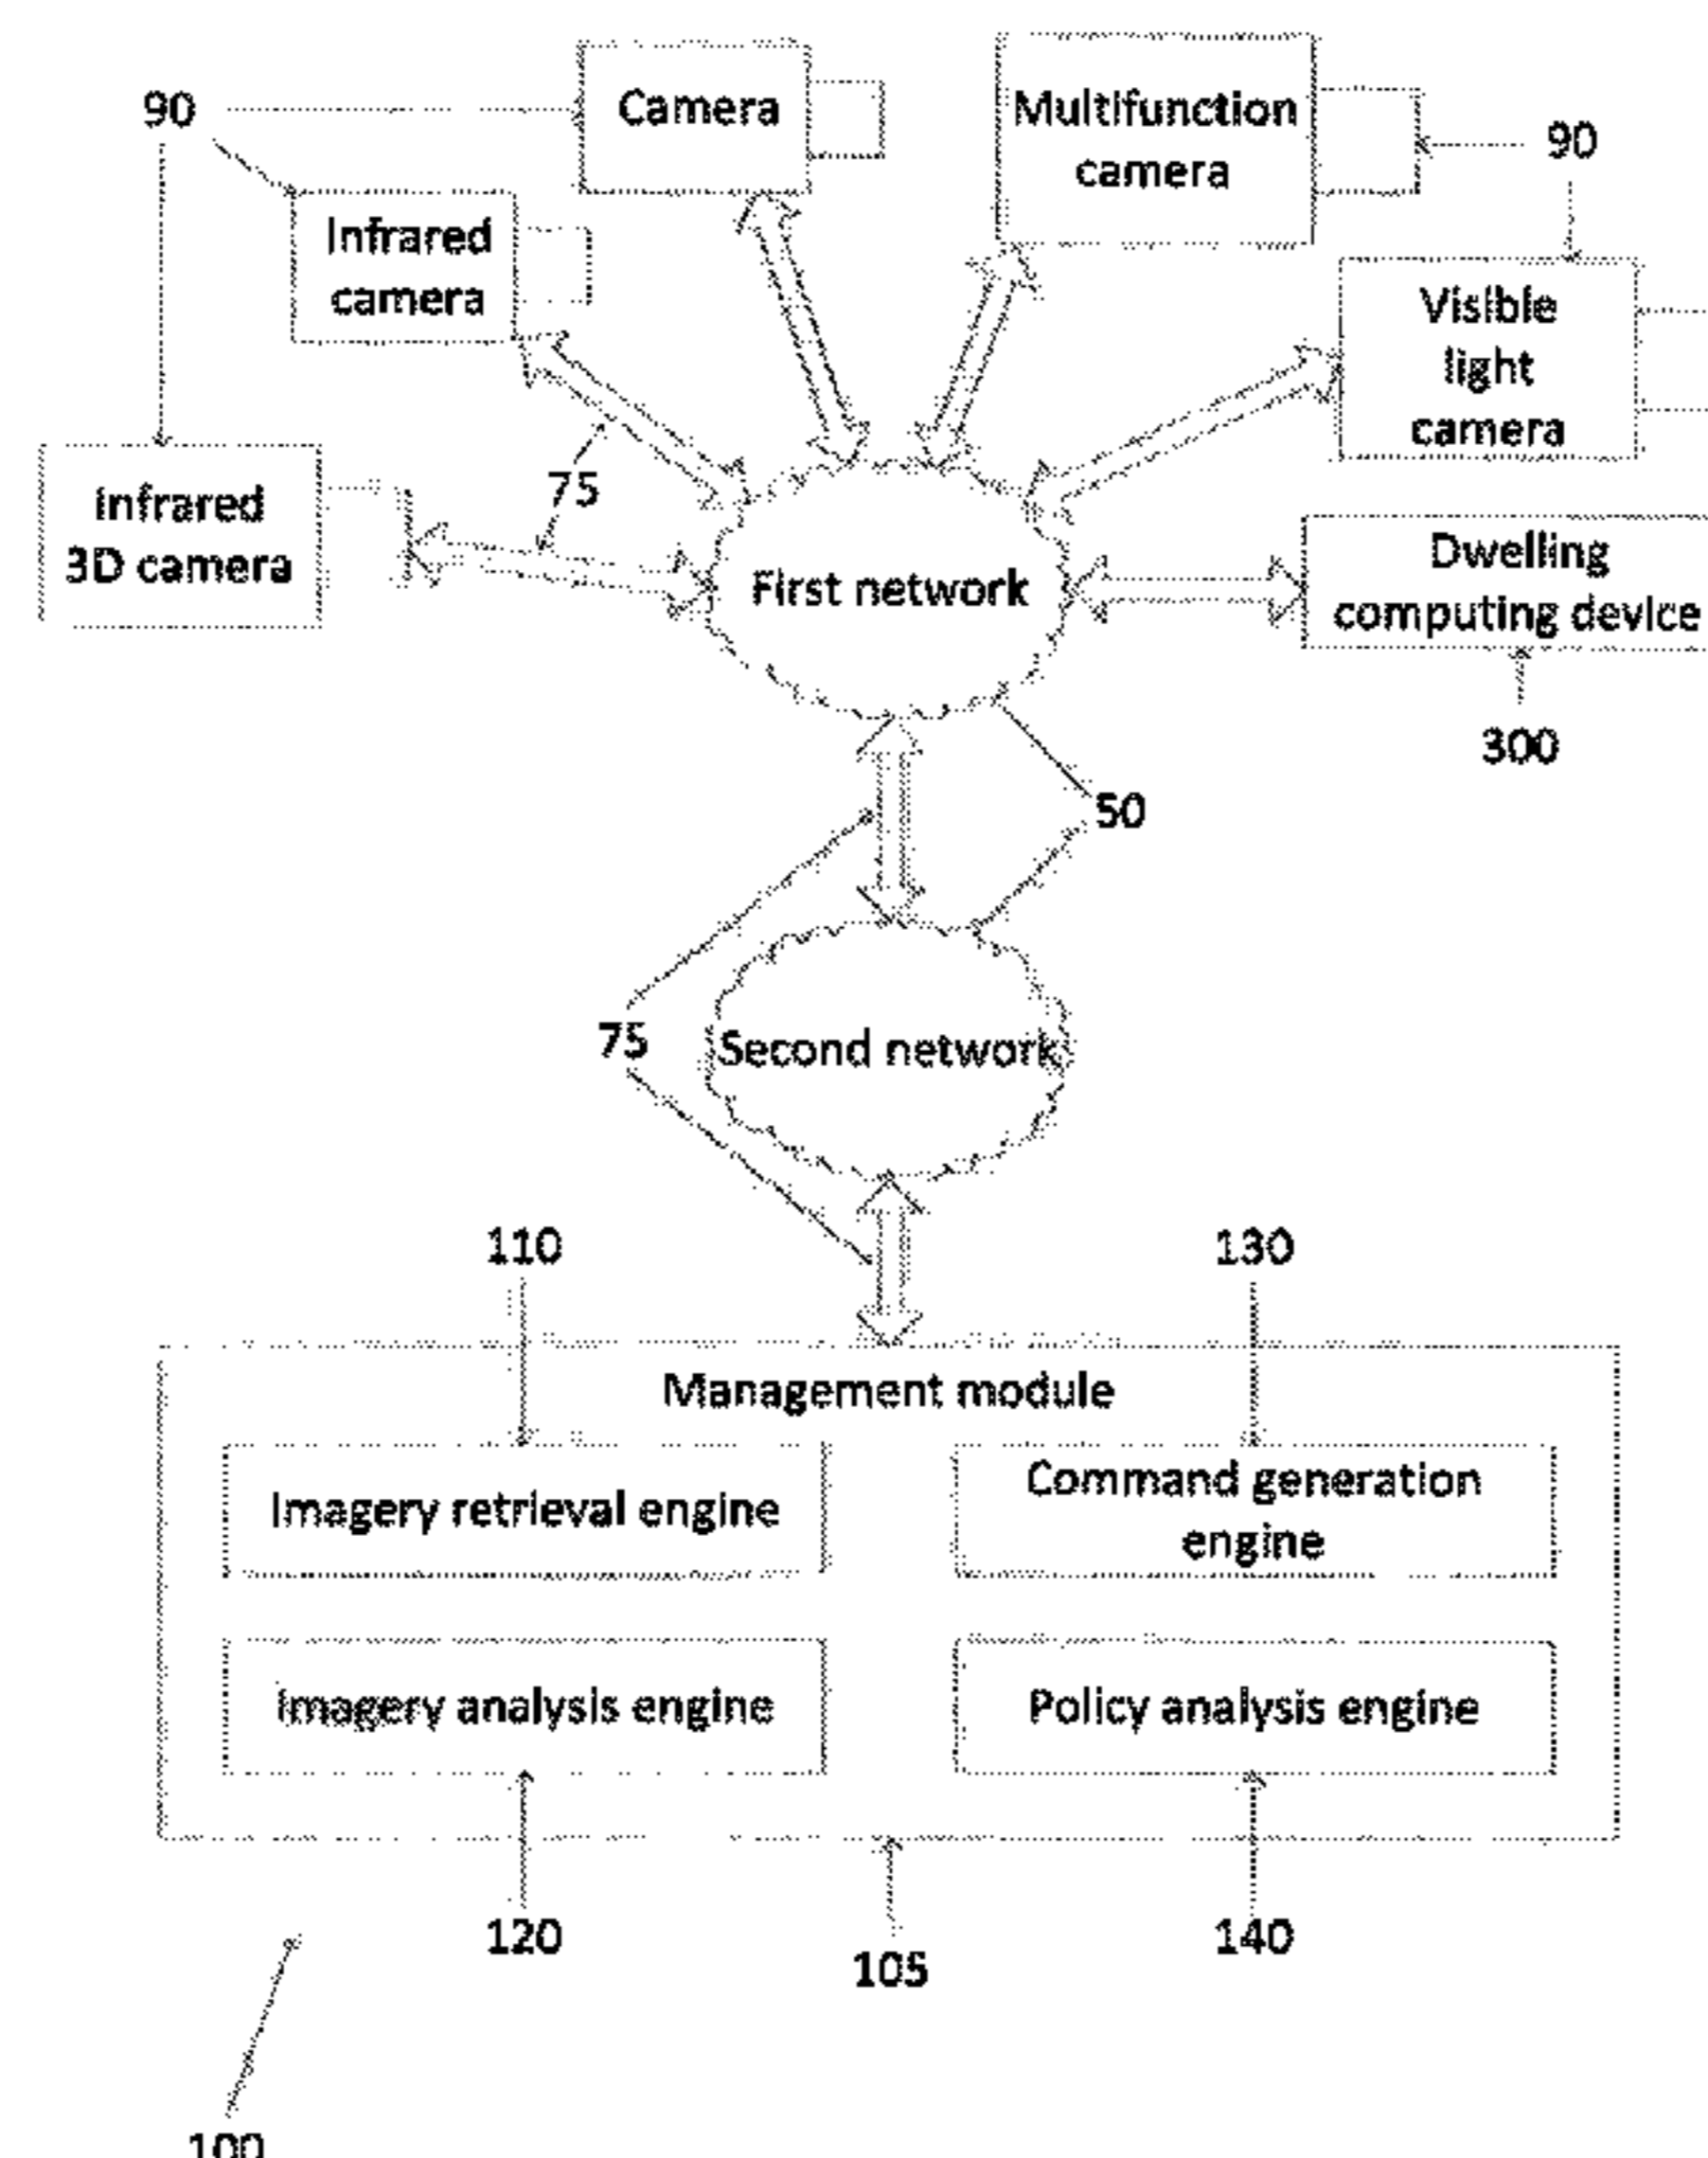 90
Camera
Multifunction
camera
90
Infrared
camera
Visible
light
camera
75
Infrared
3D camera
First network
Dwelling
computing device
300
50
75
Second network
110
130
Management module
Imagery retrieval engine
Command generation
engine
Imagery analysis engine
Policy analysis engine
120
105
140
100